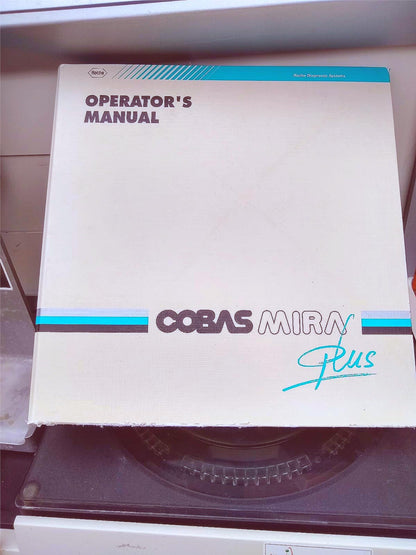 Roche
Roche Diagnostic Systems
OPERATOR'S
MANUAL
COBAS MIRA
Plus